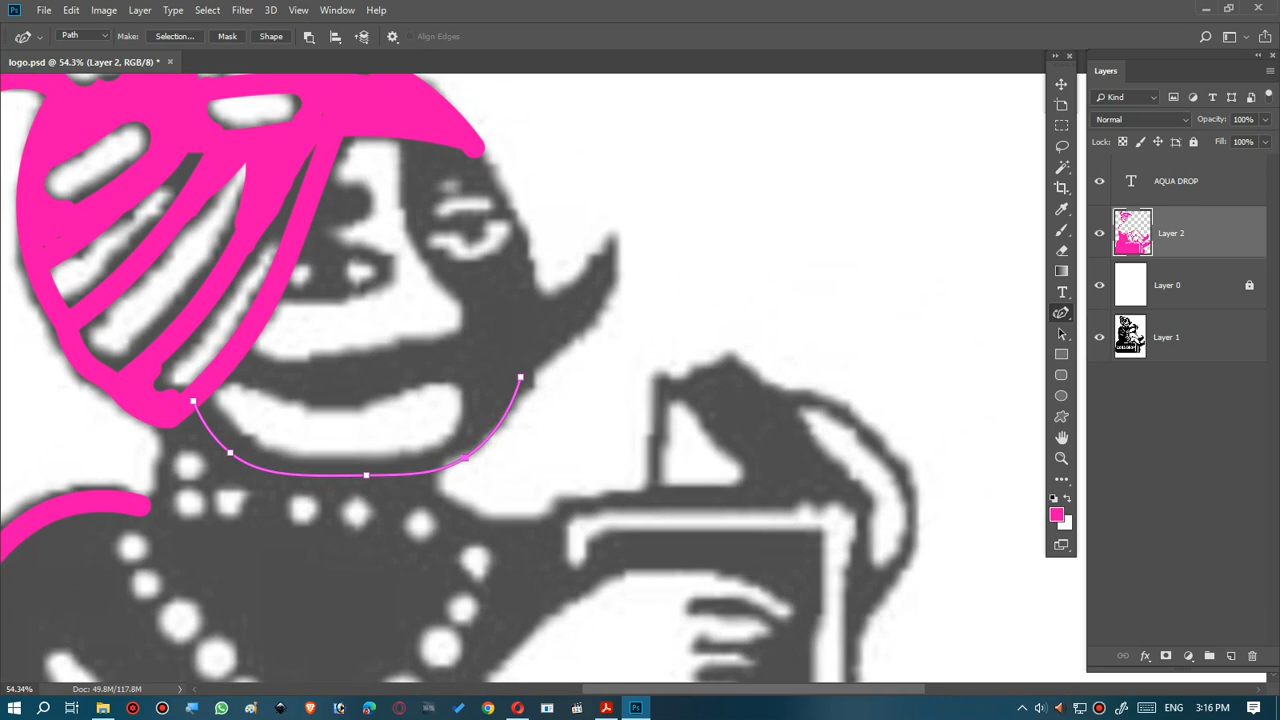 Ps File Edit Image Layer Type Select Filter 3D View Window Help
Path Make: Selection... Mask Shape Align Edges
logo.psd @ 54.3% (Layer 2, RGB/8) * ×
Layers
Kind
Normal Opacity: 100%
Lock: Fill: 100%
T AQUA DROP
Layer 2
Layer 0
Layer 1
54.34% Doc: 49.8M/117.8M
ENG 3:16 PM